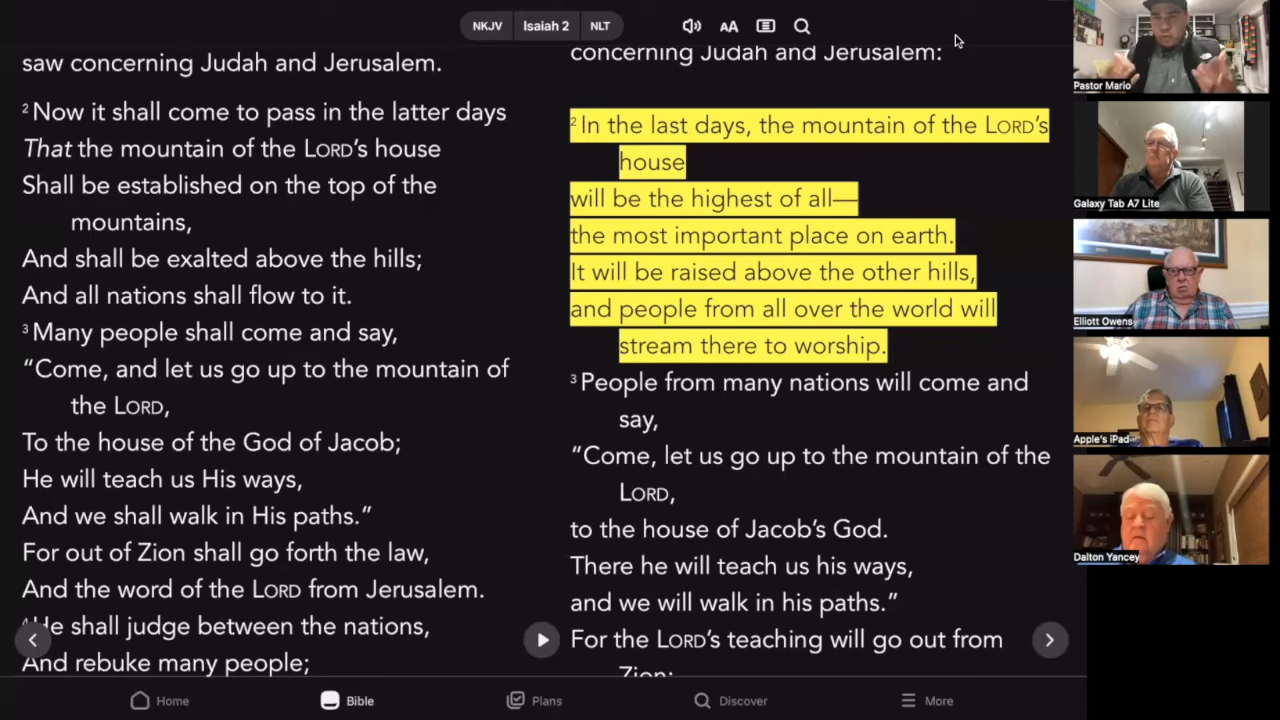 NKJV Isaiah 2 NLT AA
saw concerning Judah and Jerusalem.
2 Now it shall come to pass in the latter days
That the mountain of the LORD's house
Shall be established on the top of the
mountains,
And shall be exalted above the hills;
And all nations shall flow to it.
3 Many people shall come and say,
“Come, and let us go up to the mountain of
the LORD,
To the house of the God of Jacob;
He will teach us His ways,
And we shall walk in His paths.”
For out of Zion shall go forth the law,
And the word of the LORD from Jerusalem.
4 He shall judge between the nations,
And rebuke many people;
concerning Judah and Jerusalem:
2 In the last days, the mountain of the LORD's
house
will be the highest of all—
the most important place on earth.
It will be raised above the other hills,
and people from all over the world will
stream there to worship.
3 People from many nations will come and
say,
“Come, let us go up to the mountain of the
LORD,
to the house of Jacob's God.
There he will teach us his ways,
and we will walk in his paths.”
For the LORD's teaching will go out from
Zion;
Home Bible Plans Discover More
Pastor Mario
Galaxy Tab A7 Lite
Elliott Owens
Apple's iPad
Dalton Yancey